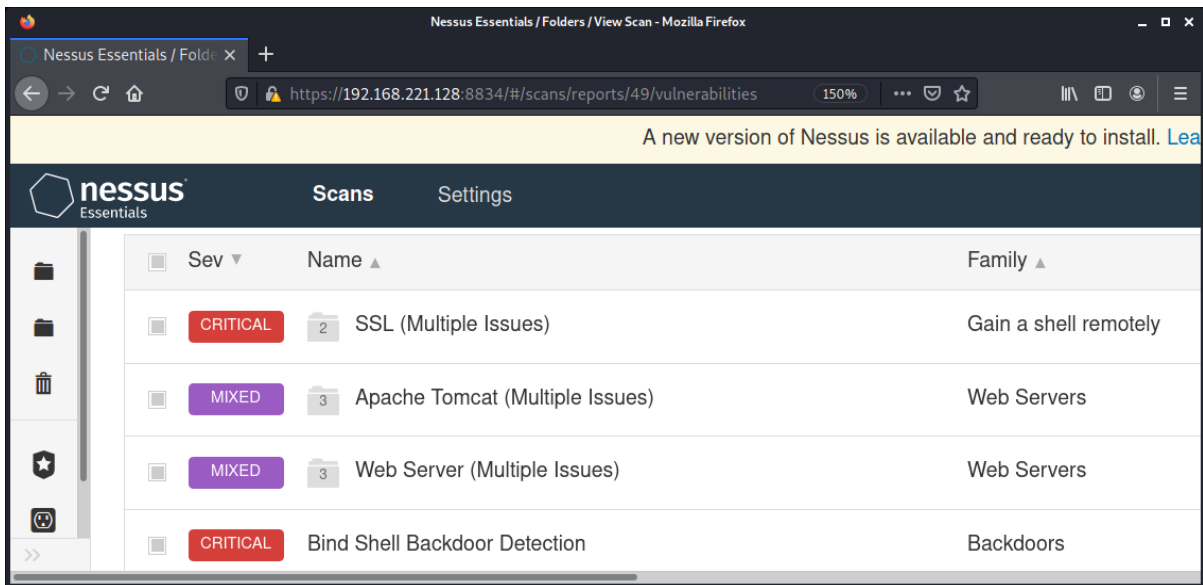 Nessus Essentials / Folders / View Scan - Mozilla Firefox
Nessus Essentials / Folde
https://192.168.221.128:8834/#/scans/reports/49/vulnerabilities 150%
A new version of Nessus is available and ready to install. Lea
nessus Essentials Scans Settings
Sev Name Family
CRITICAL 2 SSL (Multiple Issues) Gain a shell remotely
MIXED 3 Apache Tomcat (Multiple Issues) Web Servers
MIXED 3 Web Server (Multiple Issues) Web Servers
CRITICAL Bind Shell Backdoor Detection Backdoors